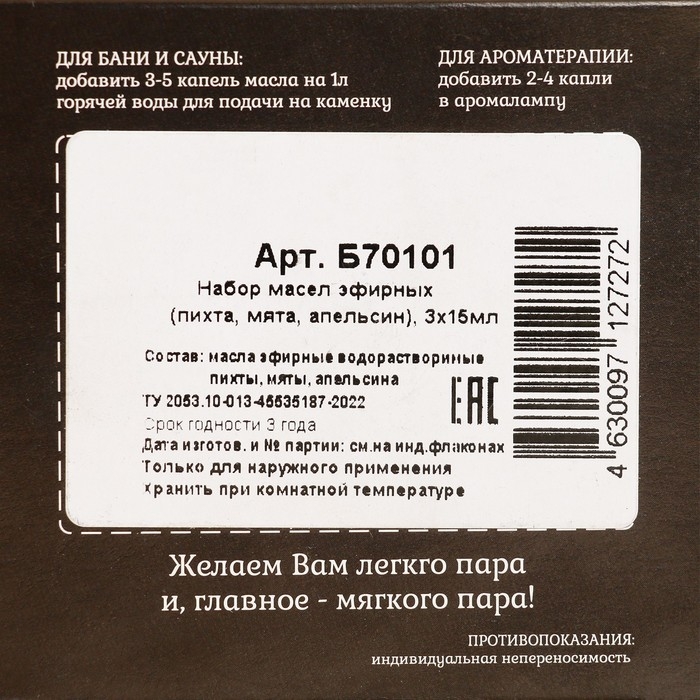 ДЛЯ БАНИ И САУНЫ:
добавить 3-5 капель масла на 1л
горячей воды для подачи на каменку
ДЛЯ АРОМАТЕРАПИИ:
добавить 2-4 капли
в аромалампу
Арт. Б70101
Набор масел эфирных
(пихта, мята, апельсин), 3х15мл
Состав: масла эфирные водорастворимые
пихты, мяты, апельсина
ТУ 2053.10-013-45535187-2022
Срок годности 3 года
Дата изготов. и № партии: см.на инд.флаконах
Только для наружного применения
Хранить при комнатной температуре
EAC
4 630097 127272
Желаем Вам легкго пара
и, главное - мягкого пара!
ПРОТИВОПОКАЗАНИЯ:
индивидуальная непереносимость